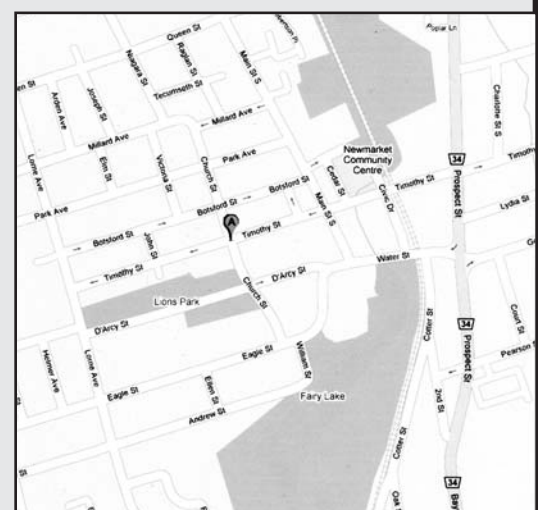 Queen St
Niagara St
Raglan St
Main St S
Arden Ave
Joseph St
Tecumseth St
Millard Ave
Millard Ave
Lorne Ave
Elm St
Victoria St
Church St
Park Ave
Cedar St
Newmarket
Community
Centre
Civic Dr
34
Prospect St
Charlotte St S
Timothy St
Park Ave
Botsford St
Botsford St
Main St S
Lydia St
A
Botsford St
John St
Timothy St
Timothy St
Water St
Lions Park
Church St
D'Arcy St
D'Arcy St
Cotter St
34
Prospect St
Court St
Pearson St
Helmer Ave
Lorne Ave
Eagle St
William St
Eagle St
Ellen St
Andrew St
Fairy Lake
2nd St
Cotter St
34